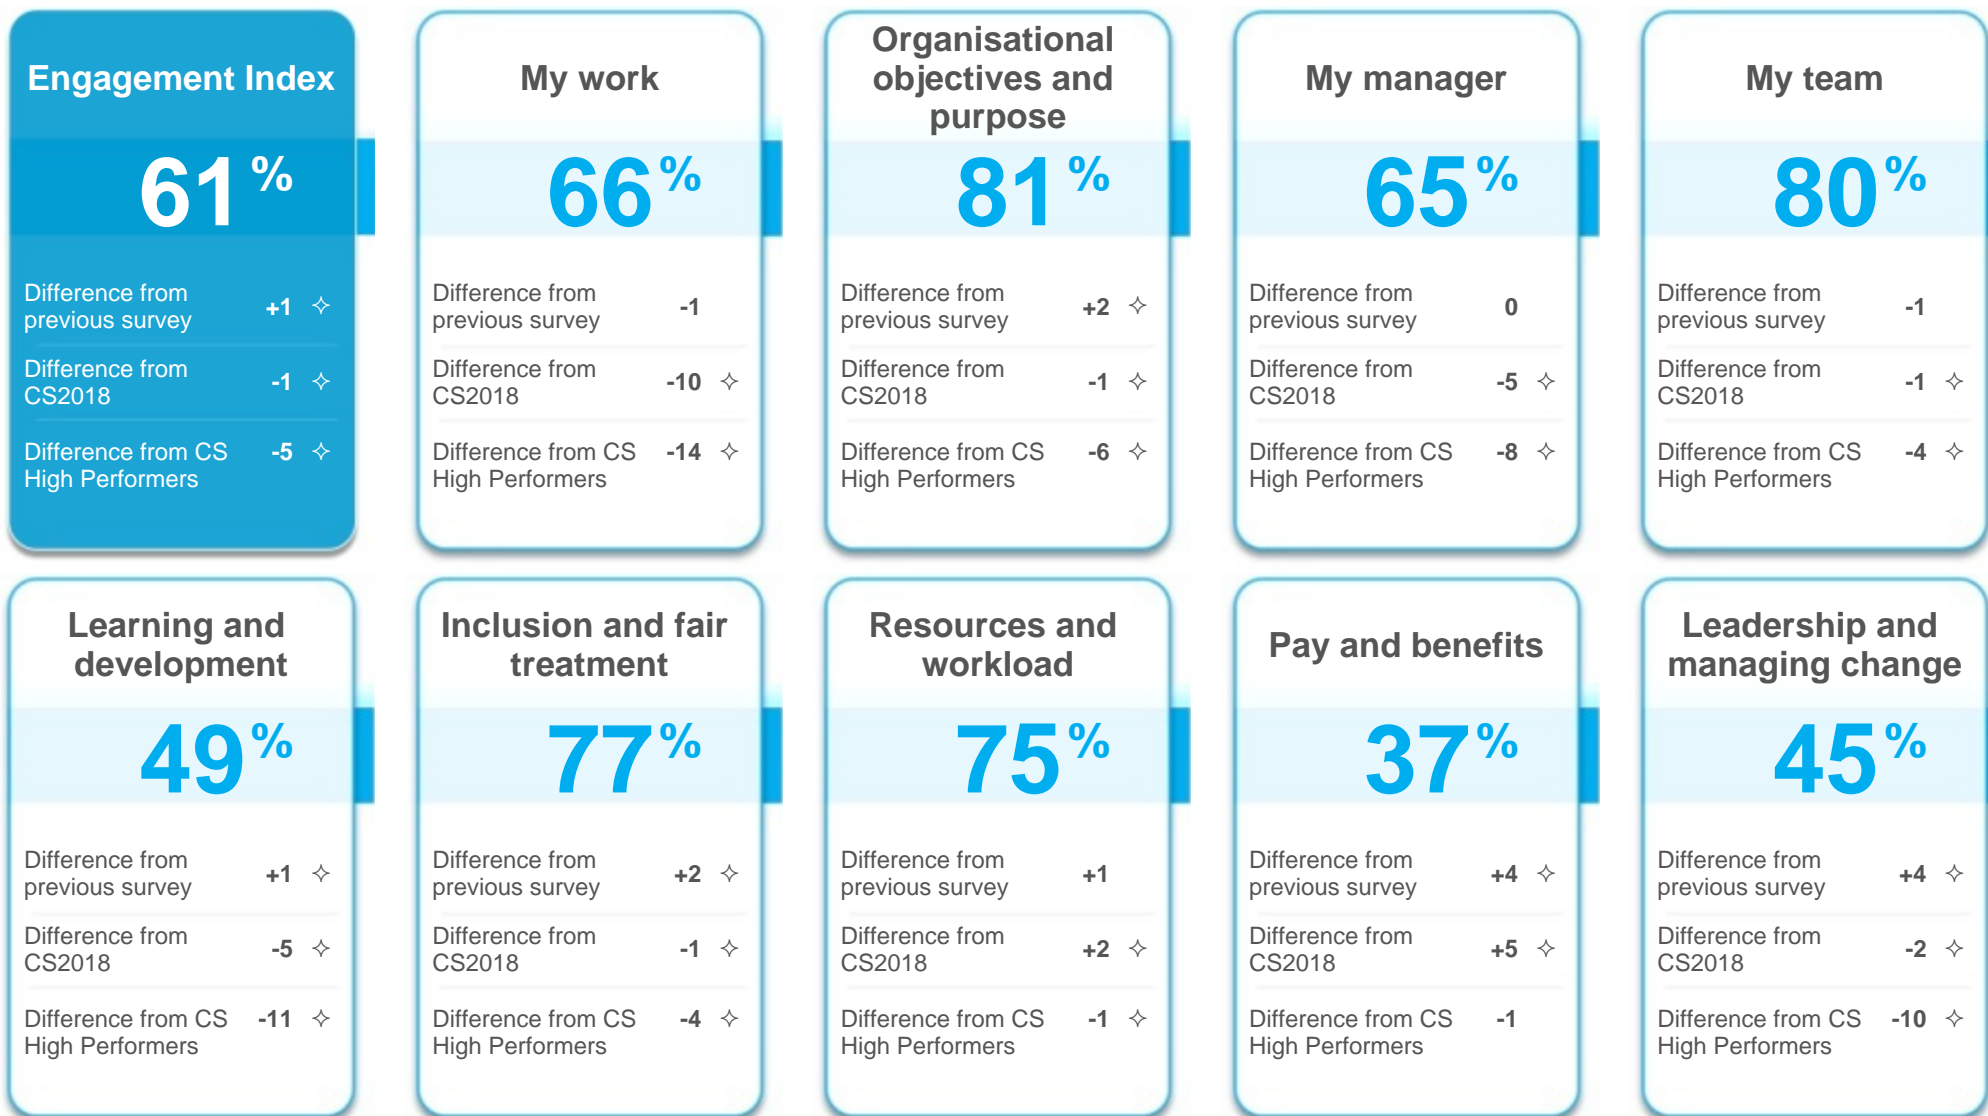 Engagement Index
61%
Difference from
previous survey +1 ✧
Difference from
CS2018 -1 ✧
Difference from CS
High Performers -5 ✧
My work
66%
Difference from
previous survey -1
Difference from
CS2018 -10 ✧
Difference from CS
High Performers -14 ✧
Organisational
objectives and
purpose
81%
Difference from
previous survey +2 ✧
Difference from
CS2018 -1 ✧
Difference from CS
High Performers -6 ✧
My manager
65%
Difference from
previous survey 0
Difference from
CS2018 -5 ✧
Difference from CS
High Performers -8 ✧
My team
80%
Difference from
previous survey -1
Difference from
CS2018 -1 ✧
Difference from CS
High Performers -4 ✧
Learning and
development
49%
Difference from
previous survey +1 ✧
Difference from
CS2018 -5 ✧
Difference from CS
High Performers -11 ✧
Inclusion and fair
treatment
77%
Difference from
previous survey +2 ✧
Difference from
CS2018 -1 ✧
Difference from CS
High Performers -4 ✧
Resources and
workload
75%
Difference from
previous survey +1
Difference from
CS2018 +2 ✧
Difference from CS
High Performers -1 ✧
Pay and benefits
37%
Difference from
previous survey +4 ✧
Difference from
CS2018 +5 ✧
Difference from CS
High Performers -1
Leadership and
managing change
45%
Difference from
previous survey +4 ✧
Difference from
CS2018 -2 ✧
Difference from CS
High Performers -10 ✧